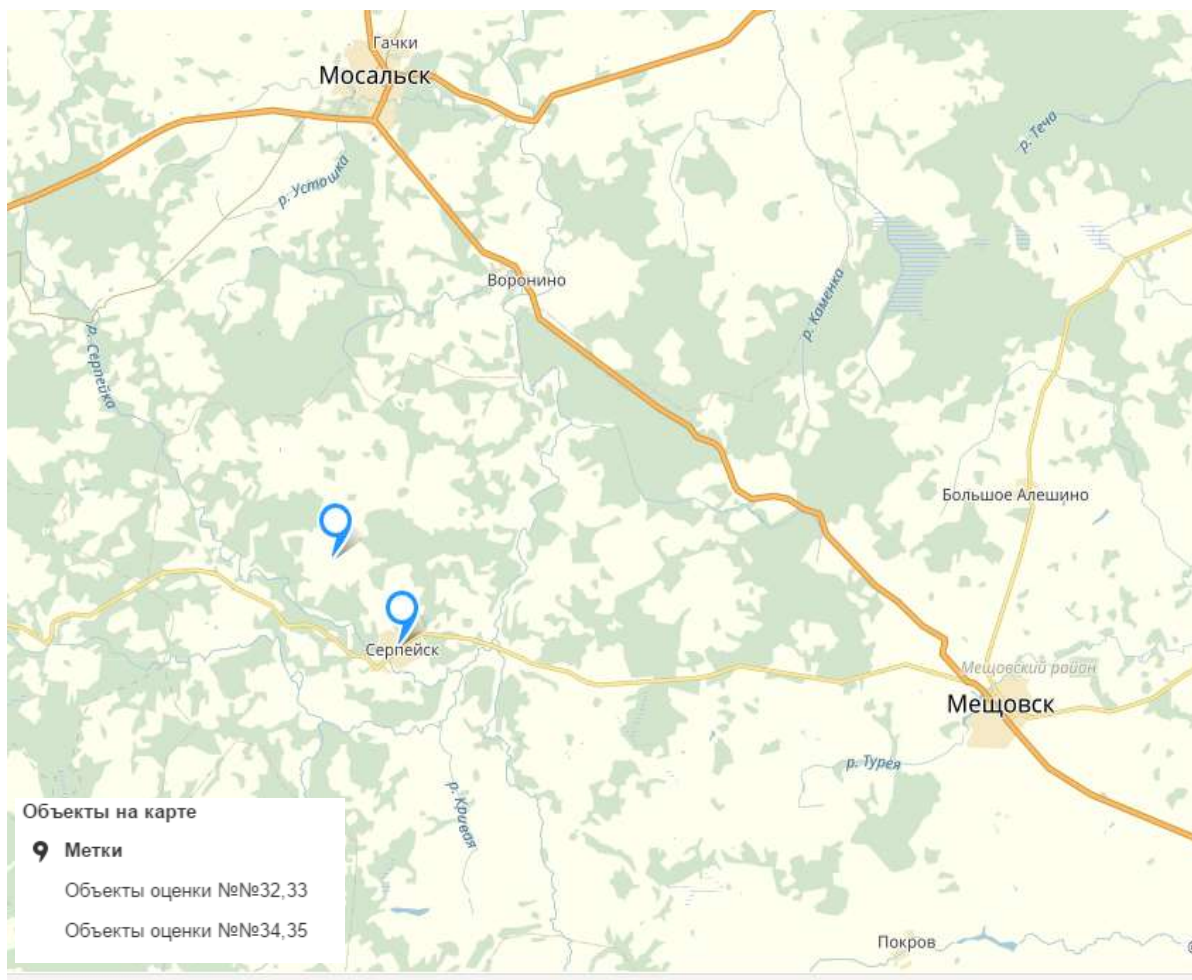 Гачки
Мосальск
р. Теча
р. Устошка
Воронино
р. Каменка
р. Серпейка
Большое Алешино
Серпейск
Мещовский район
Мещовск
р. Турея
р. Кривая
Объекты на карте
Метки
Объекты оценки №№32,33
Объекты оценки №№34,35
Покров
©